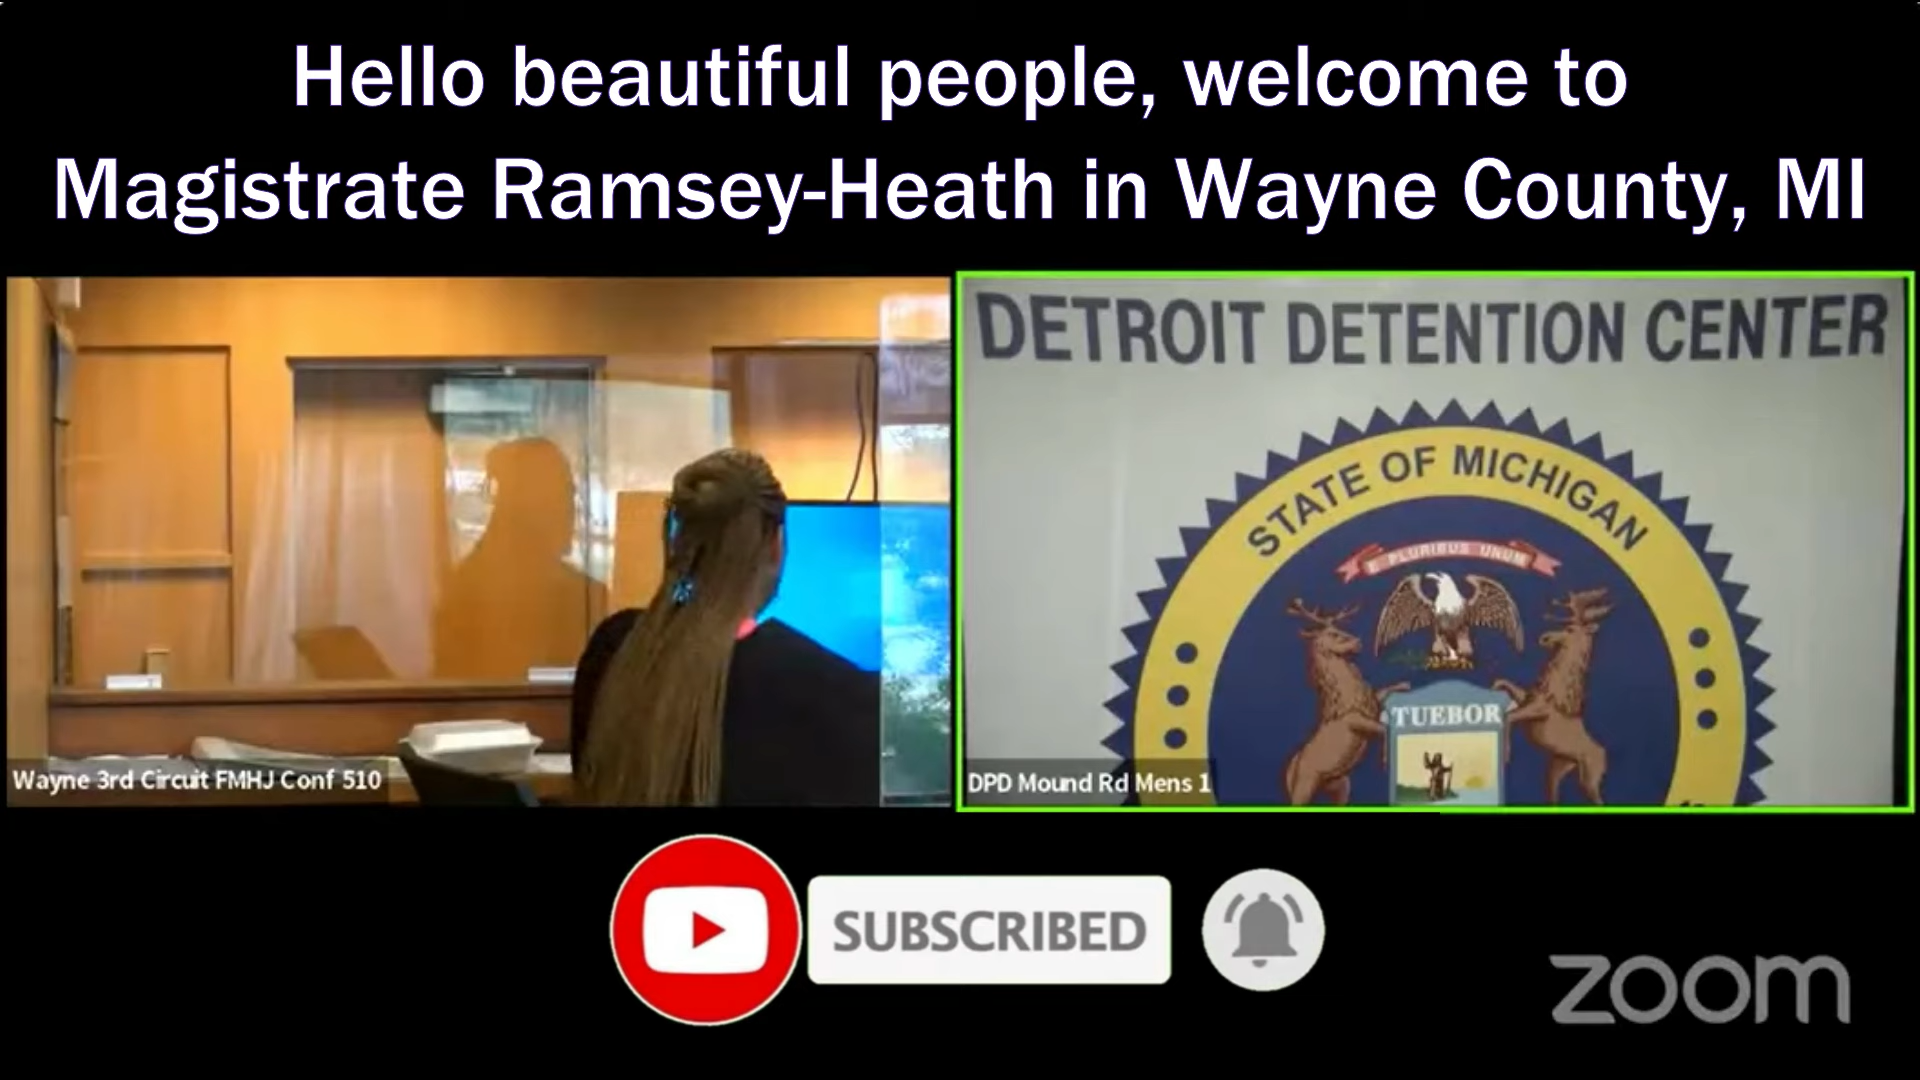 Hello beautiful people, welcome to
Magistrate Ramsey-Heath in Wayne County, MI
DETROIT DETENTION CENTER
STATE OF MICHIGAN
E PLURIBUS UNUM
TUEBOR
Wayne 3rd Circuit FMHJ Conf 510
DPD Mound Rd Mens 1
SUBSCRIBED
zoom